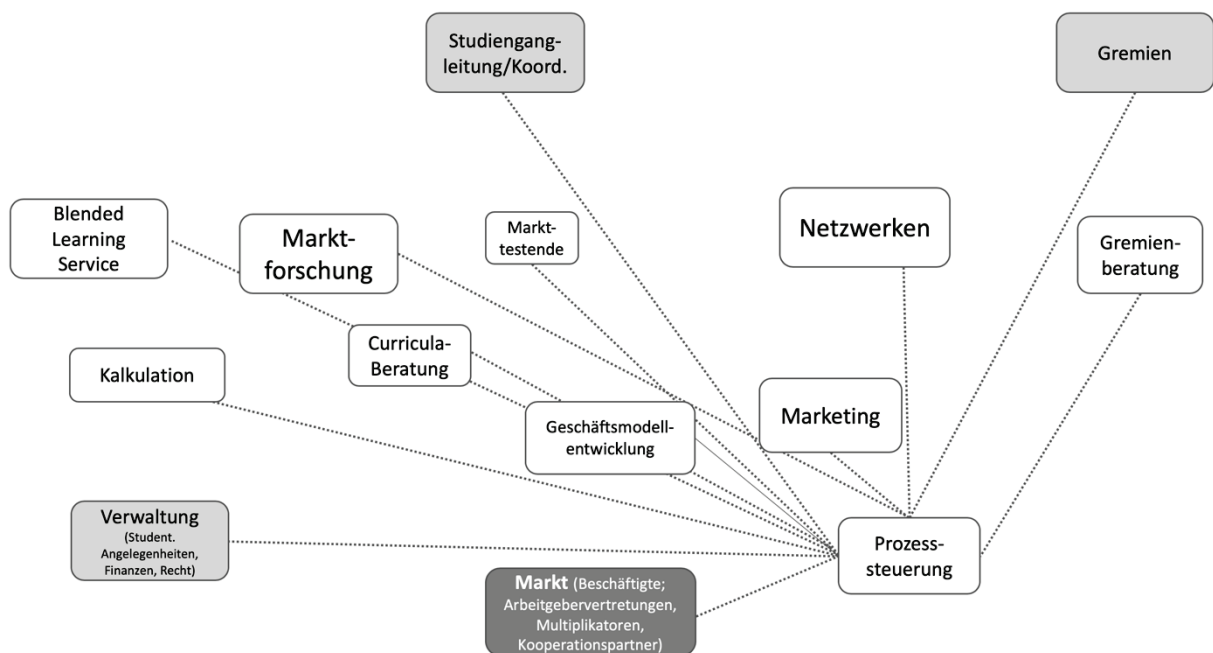 Studiengang-
leitung/Koord.
Gremien
Blended
Learning
Service
Markt-
forschung
Markt-
testende
Netzwerken
Gremien-
beratung
Curricula-
Beratung
Kalkulation
Geschäftsmodell-
entwicklung
Marketing
Verwaltung
(Student.
Angelegenheiten,
Finanzen, Recht)
Prozess-
steuerung
Markt (Beschäftigte;
Arbeitgebervertretungen,
Multiplikatoren,
Kooperationspartner)